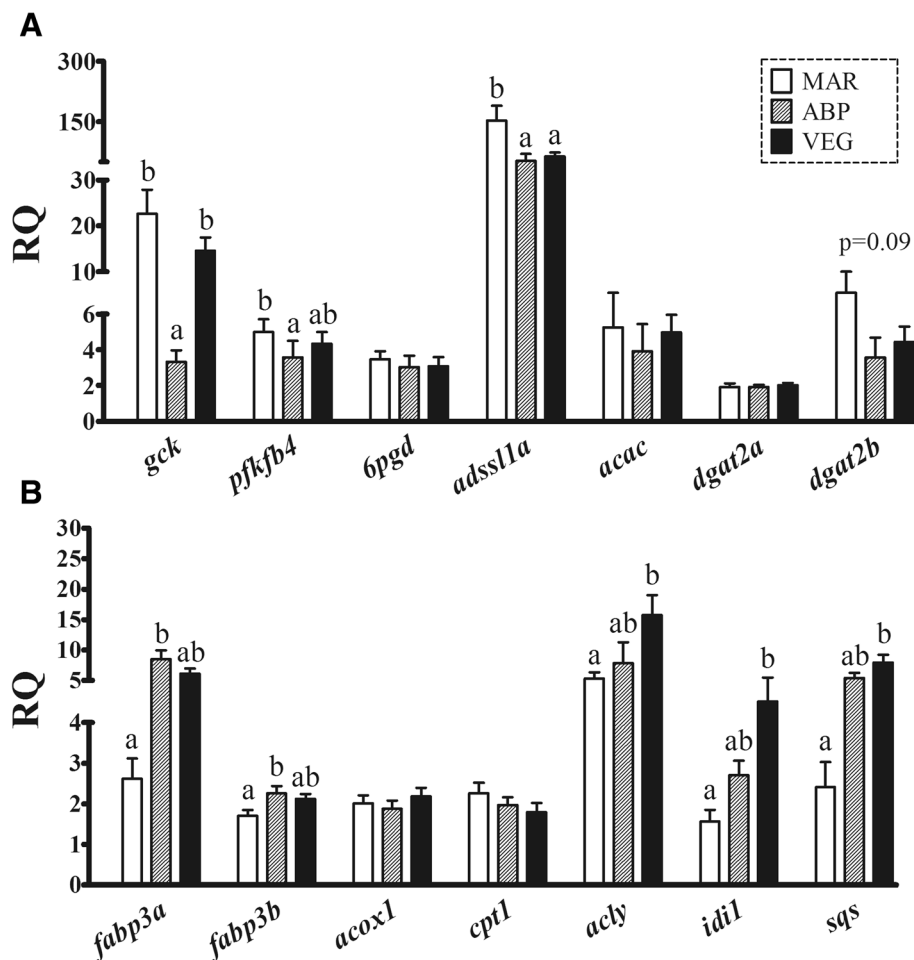 A
300
150
30
20
10
6
4
2
0
RQ
MAR
ABP
VEG
b
a
b
b
a
ab
b
a
a
p=0.09
gck
pfkfb4
6pgd
adssl1a
acac
dgat2a
dgat2b
B
30
25
20
15
10
5
4
3
2
1
0
RQ
a
b
ab
a
b
ab
a
ab
b
a
ab
b
a
ab
b
fabp3a
fabp3b
acox1
cpt1
acly
idi1
sqs